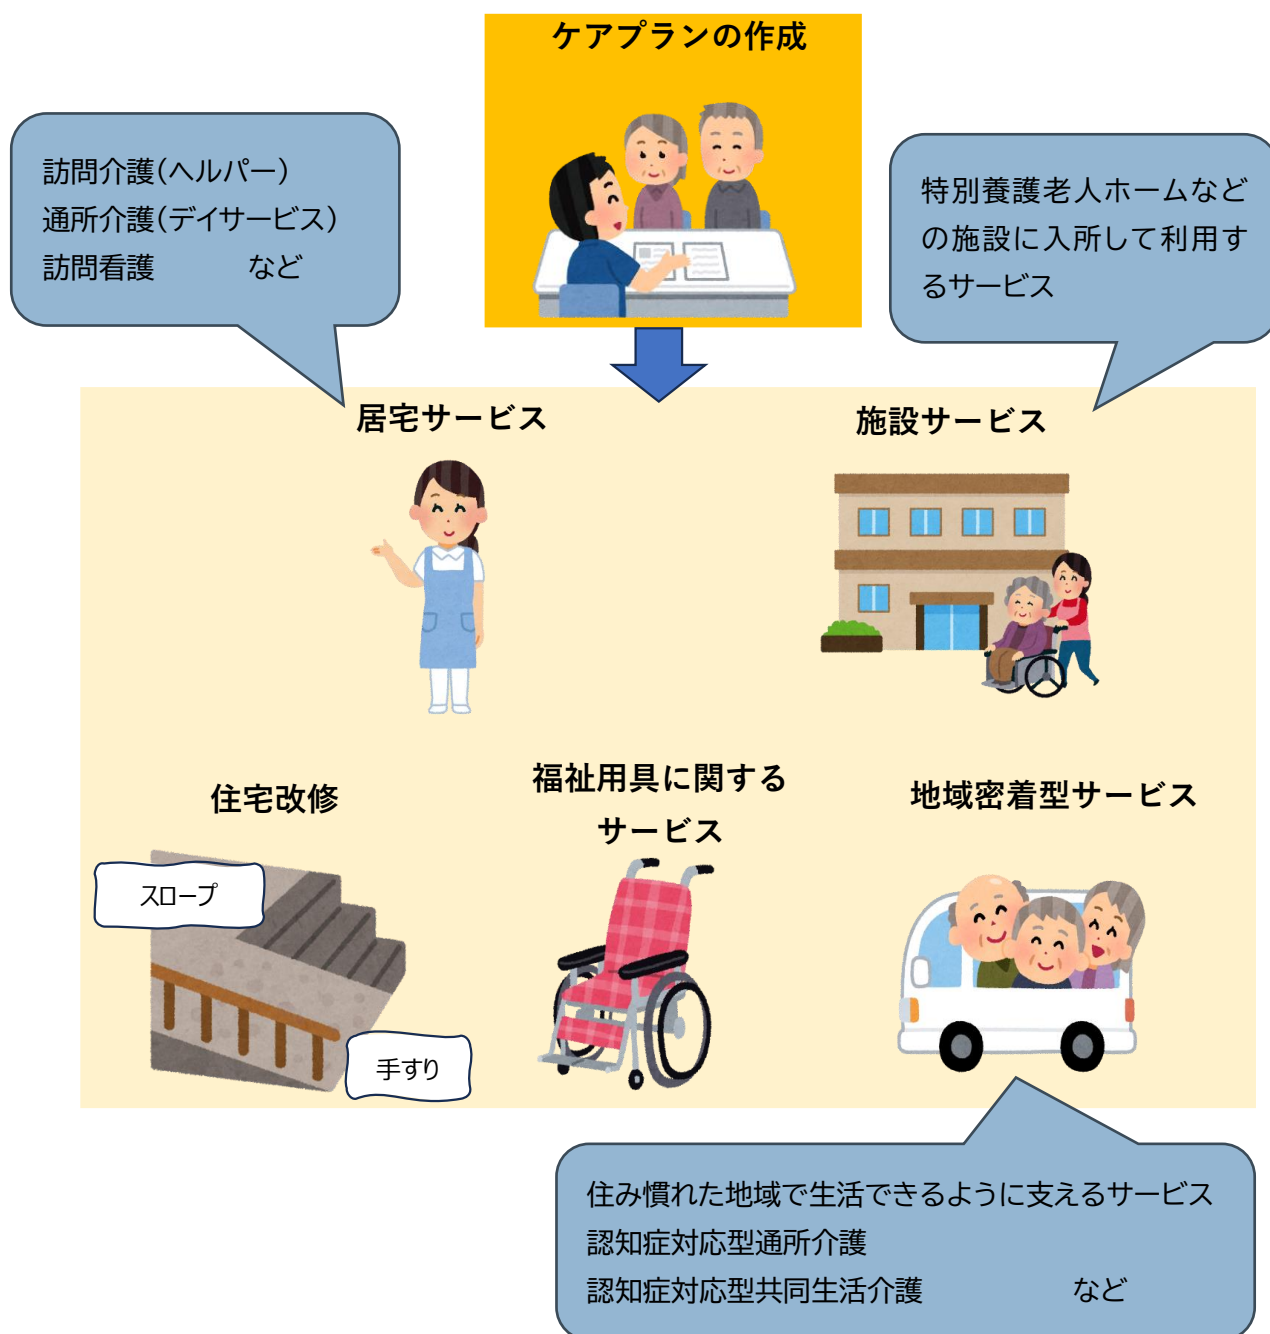 ケアプランの作成
訪問介護(ヘルパー)
通所介護(デイサービス)
訪問看護　　　など
特別養護老人ホームなど
の施設に入所して利用す
るサービス
居宅サービス
施設サービス
住宅改修
スロープ
手すり
福祉用具に関する
サービス
地域密着型サービス
住み慣れた地域で生活できるように支えるサービス
認知症対応型通所介護
認知症対応型共同生活介護　　　　　など